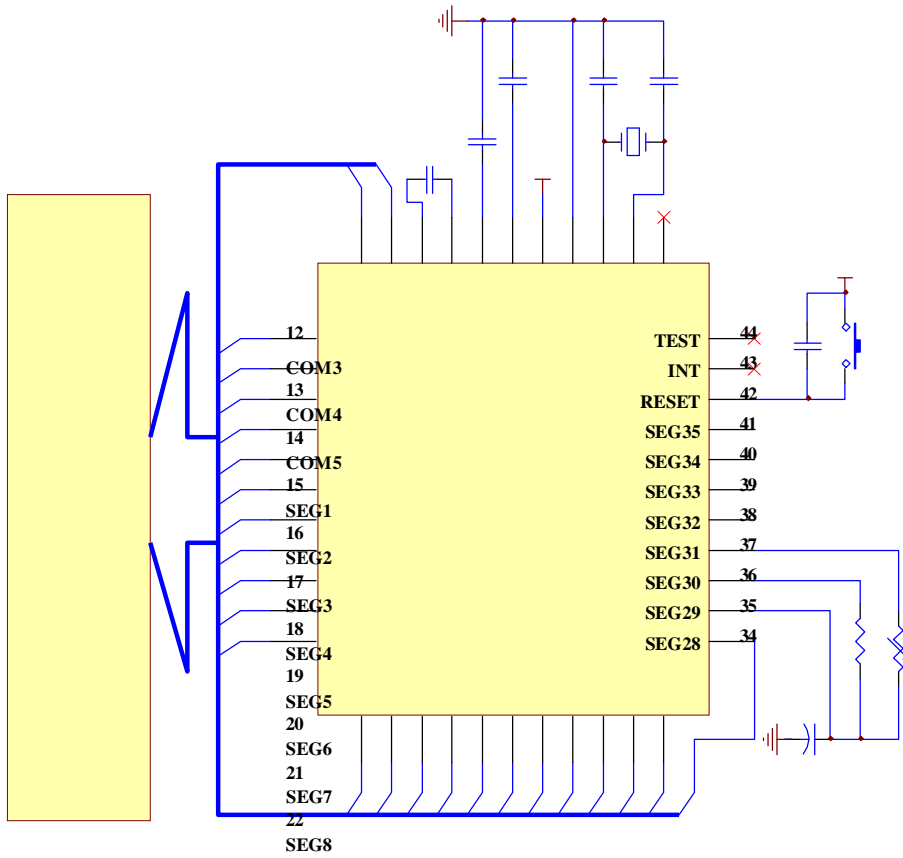 12
COM3
13
COM4
14
COM5
15
SEG1
16
SEG2
17
SEG3
18
SEG4
19
SEG5
20
SEG6
21
SEG7
22
SEG8
TEST 44
INT 43
RESET 42
SEG35 41
SEG34 40
SEG33 39
SEG32 38
SEG31 37
SEG30 36
SEG29 35
SEG28 34